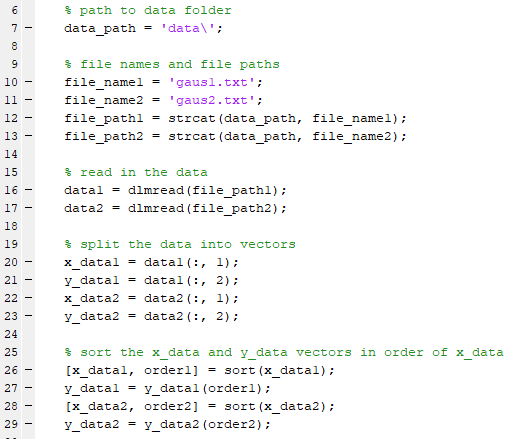 6 % path to data folder
7 - data_path = 'data\';
8
9 % file names and file paths
10 - file_name1 = 'gaus1.txt';
11 - file_name2 = 'gaus2.txt';
12 - file_path1 = strcat(data_path, file_name1);
13 - file_path2 = strcat(data_path, file_name2);
14
15 % read in the data
16 - data1 = dlmread(file_path1);
17 - data2 = dlmread(file_path2);
18
19 % split the data into vectors
20 - x_data1 = data1(:, 1);
21 - y_data1 = data1(:, 2);
22 - x_data2 = data2(:, 1);
23 - y_data2 = data2(:, 2);
24
25 % sort the x_data and y_data vectors in order of x_data
26 - [x_data1, order1] = sort(x_data1);
27 - y_data1 = y_data1(order1);
28 - [x_data2, order2] = sort(x_data2);
29 - y_data2 = y_data2(order2);